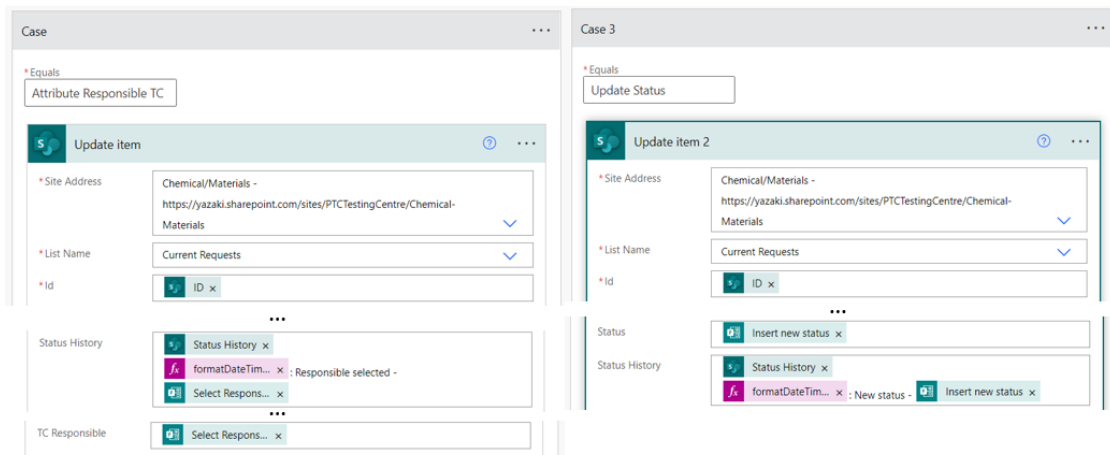 Case
...
* Equals
Attribute Responsible TC
S
Update item
?
...
* Site Address
Chemical/Materials -
https://yazaki.sharepoint.com/sites/PTCTestingCentre/Chemical-
Materials
* List Name
Current Requests
* Id
ID ×
...
Status History
Status History ×
fx formatDateTim... × : Responsible selected -
Select Respons... ×
...
TC Responsible
Select Respons... ×
Case 3
...
* Equals
Update Status
S
Update item 2
?
...
* Site Address
Chemical/Materials -
https://yazaki.sharepoint.com/sites/PTCTestingCentre/Chemical-
Materials
* List Name
Current Requests
* Id
ID ×
...
Status
Insert new status ×
Status History
Status History ×
fx formatDateTim... × : New status - Insert new status ×